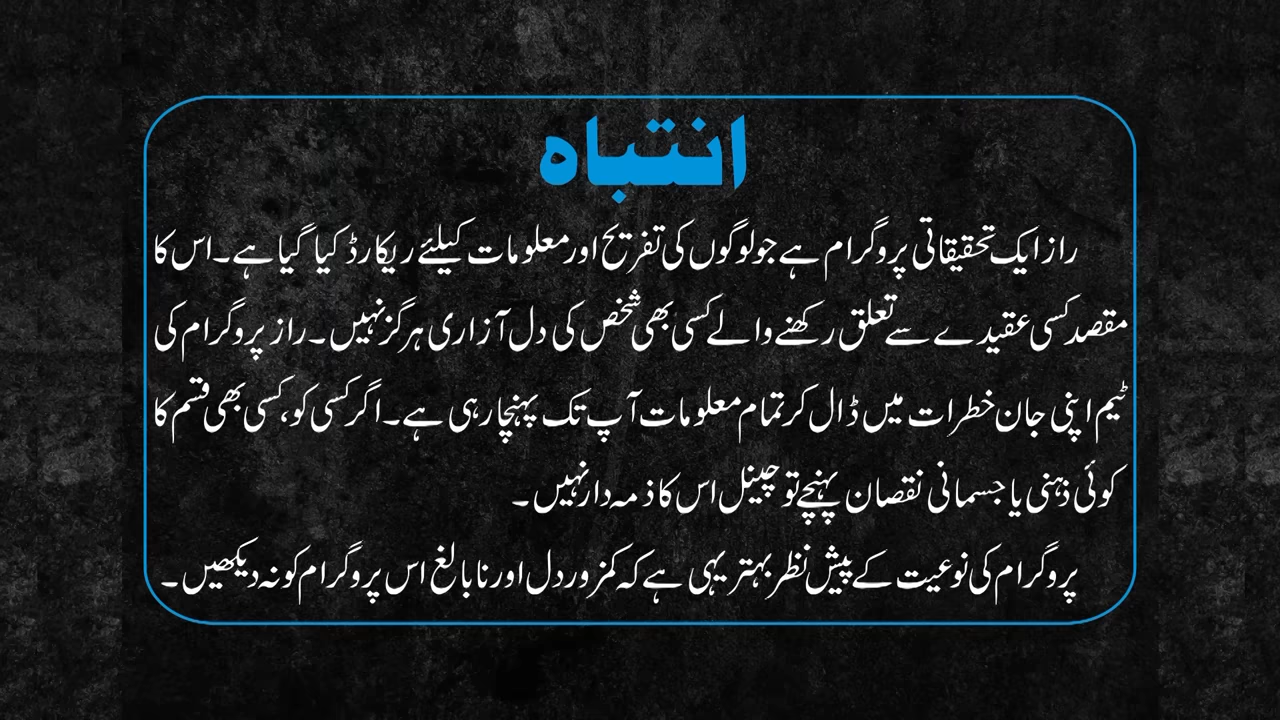 انتباہ
راز ایک تحقیقاتی پروگرام ہے جو لوگوں کی تفریح اور معلومات کیلئے ریکارڈ کیا گیا ہے۔ اس کا
مقصد کسی عقیدے سے تعلق رکھنے والے کسی بھی شخص کی دل آزاری ہرگز نہیں۔ راز پروگرام کی
ٹیم اپنی جان خطرات میں ڈال کر تمام معلومات آپ تک پہنچا رہی ہے۔ اگر کسی کو، کسی بھی قسم کا
کوئی ذہنی یا جسمانی نقصان پہنچے تو چینل اس کا ذمہ دار نہیں۔
پروگرام کی نوعیت کے پیش نظر بہتر یہی ہے کہ کمزور دل اور نابالغ اس پروگرام کو نہ دیکھیں۔